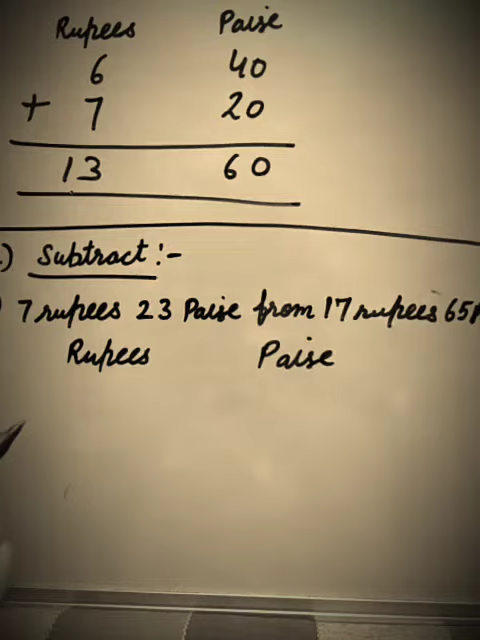 Rupees Paise
6 40
+ 7 20
13 60
) Subtract :-
7 rupees 23 Paise from 17 rupees 65
Rupees Paise